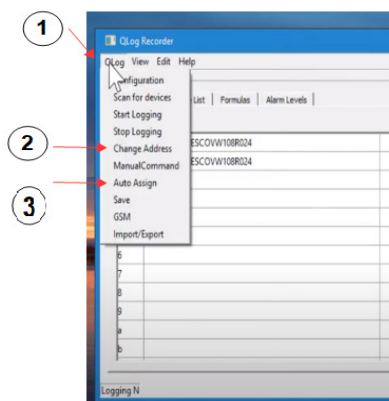 1
QLog Recorder
QLog View Edit Help
Configuration
Scan for devices
List Formulas Alarm Levels
Start Logging
Stop Logging
ESCOVW108R024
2
Change Address
ManualCommand
ESCOVW108R024
Auto Assign
3
Save
GSM
Import/Export
6
7
8
9
a
b
Logging N